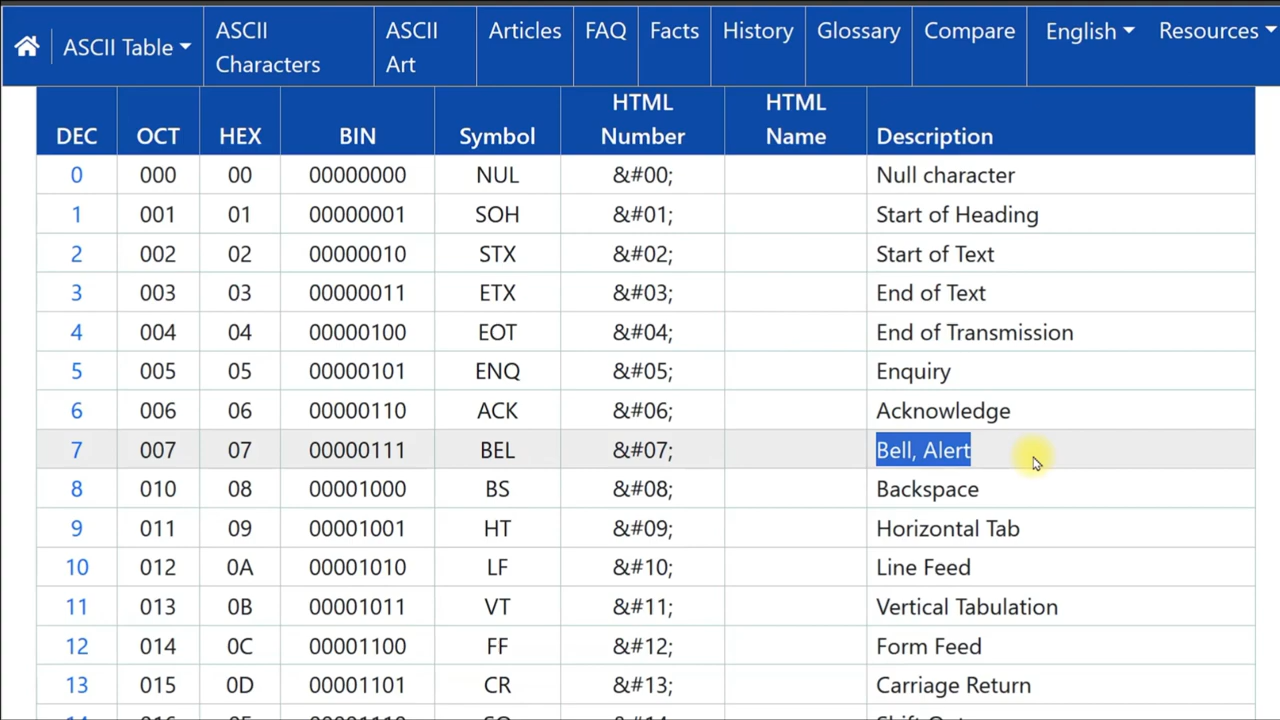 ASCII Table
ASCII Characters
ASCII Art
Articles
FAQ
Facts
History
Glossary
Compare
English
Resources
DEC OCT HEX BIN Symbol HTML Number HTML Name Description
0 000 00 00000000 NUL &#00; Null character
1 001 01 00000001 SOH &#01; Start of Heading
2 002 02 00000010 STX &#02; Start of Text
3 003 03 00000011 ETX &#03; End of Text
4 004 04 00000100 EOT &#04; End of Transmission
5 005 05 00000101 ENQ &#05; Enquiry
6 006 06 00000110 ACK &#06; Acknowledge
7 007 07 00000111 BEL &#07; Bell, Alert
8 010 08 00001000 BS &#08; Backspace
9 011 09 00001001 HT &#09; Horizontal Tab
10 012 0A 00001010 LF &#10; Line Feed
11 013 0B 00001011 VT &#11; Vertical Tabulation
12 014 0C 00001100 FF &#12; Form Feed
13 015 0D 00001101 CR &#13; Carriage Return